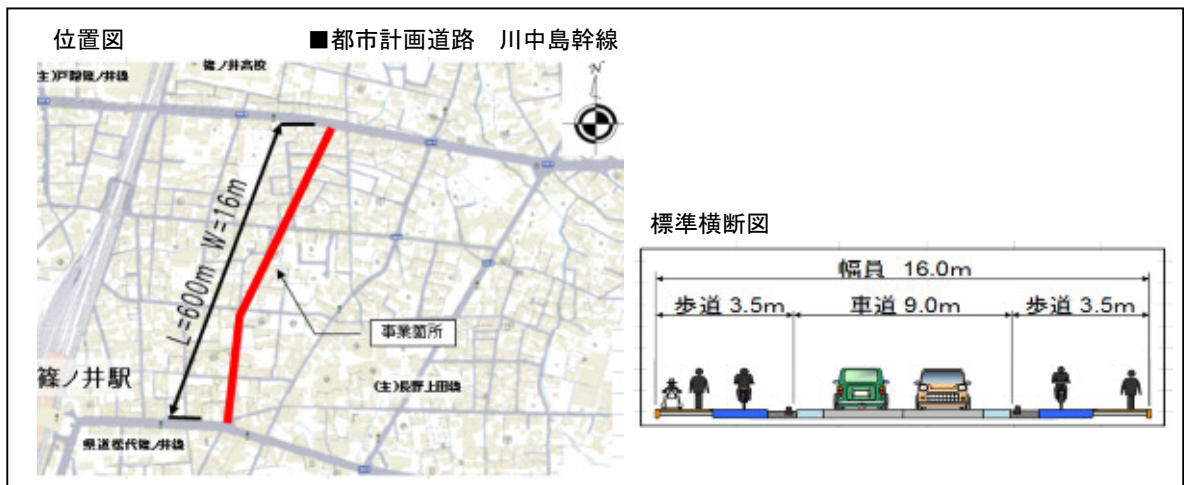 位置図
■都市計画道路 川中島幹線
篠ノ井高校
(主)戸隠篠ノ井線
N
L=600m W=16m
事業箇所
篠ノ井駅
(主)長野上田線
県道松代篠ノ井線
標準横断図
幅員 16.0m
歩道 3.5m
車道 9.0m
歩道 3.5m